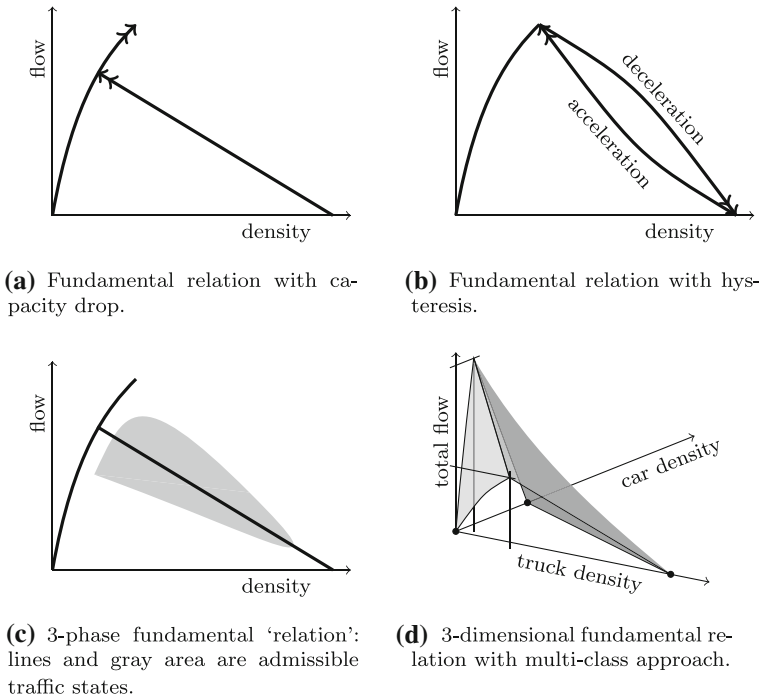 flow
density
(a) Fundamental relation with ca-
pacity drop.
flow
density
deceleration
acceleration
(b) Fundamental relation with hys-
teresis.
flow
density
(c) 3-phase fundamental ‘relation’:
lines and gray area are admissible
traffic states.
total flow
car density
truck density
(d) 3-dimensional fundamental re-
lation with multi-class approach.